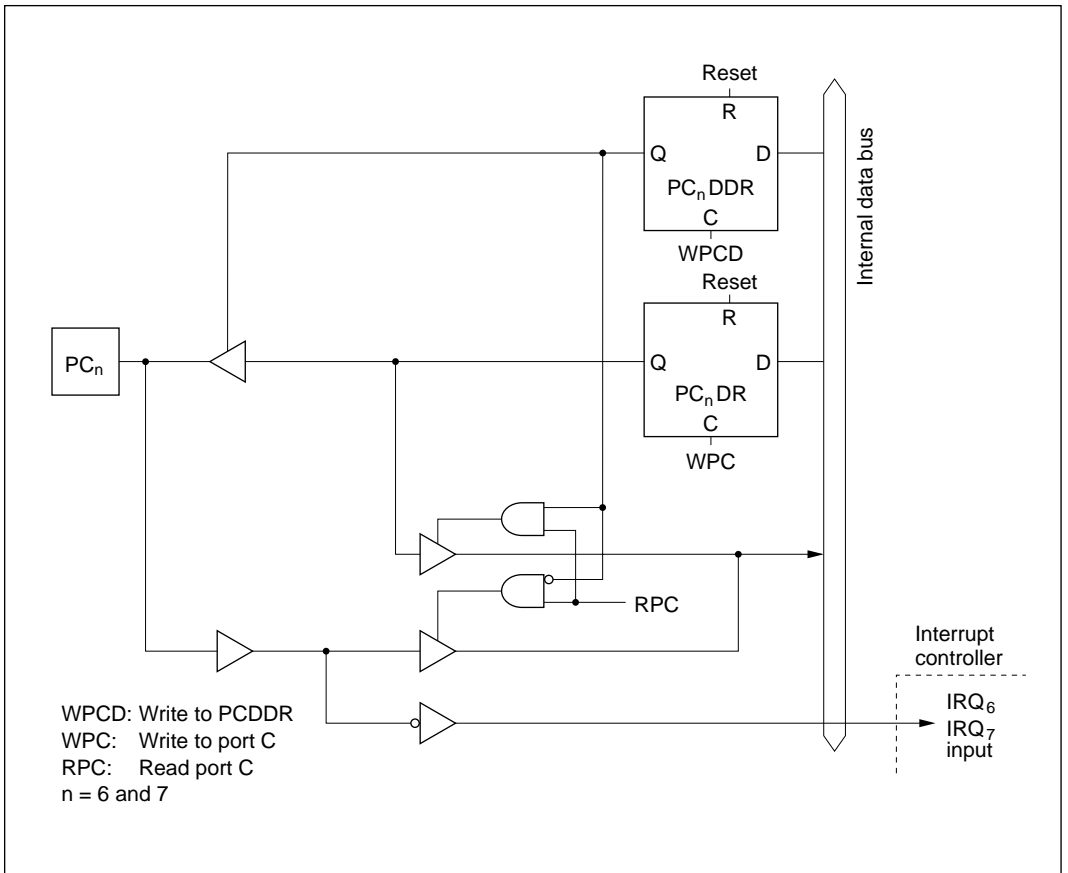 Reset
R
Q
D
PCnDDR
C
WPCD
Internal data bus
Reset
R
PCn
Q
D
PCnDR
C
WPC
RPC
Interrupt
controller
IRQ6
IRQ7
input
WPCD: Write to PCDDR
WPC: Write to port C
RPC: Read port C
n = 6 and 7